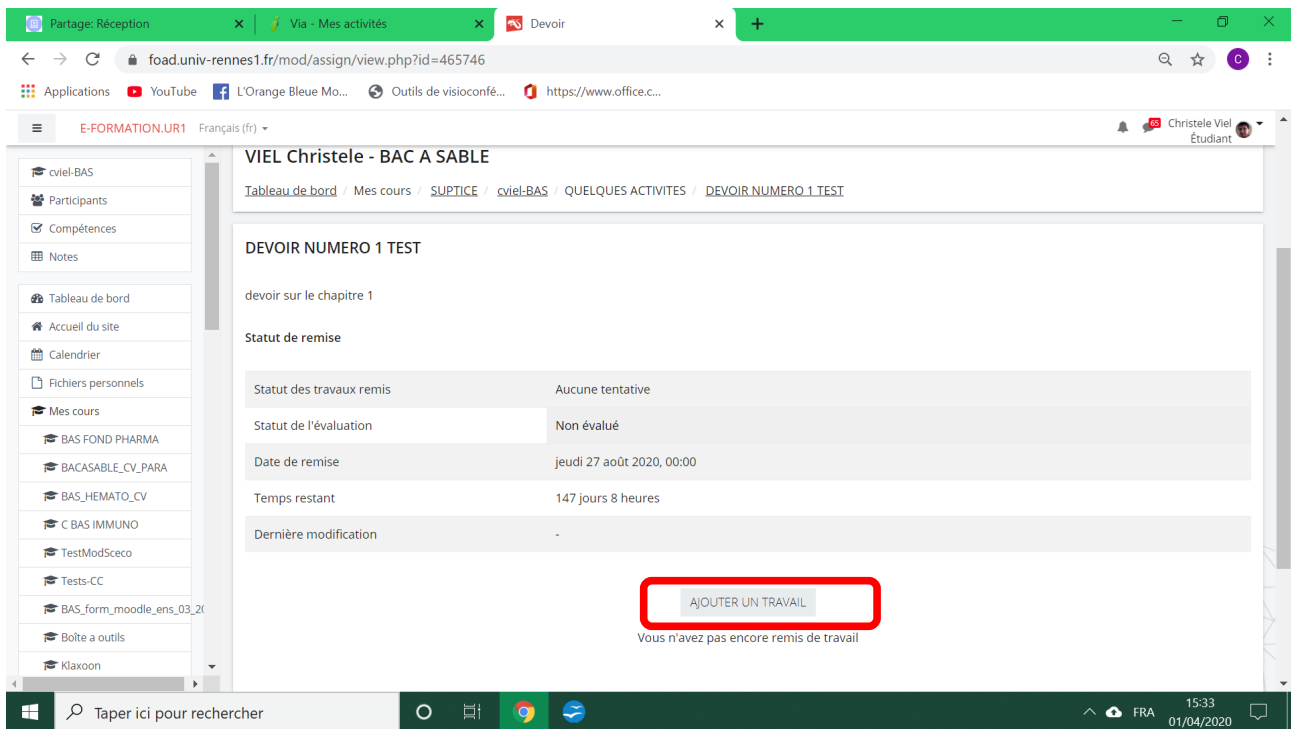 Partage: Réception
Via - Mes activités
Devoir
foad.univ-rennes1.fr/mod/assign/view.php?id=465746
C
Applications YouTube L'Orange Bleue Mo... Outils de visioconfé... https://www.office.c...
E-FORMATION.UR1 Français (fr)
65
Christele Viel
Étudiant
cviel-BAS
Participants
Compétences
Notes
Tableau de bord
Accueil du site
Calendrier
Fichiers personnels
Mes cours
BAS FOND PHARMA
BACASABLE_CV_PARA
BAS_HEMATO_CV
C BAS IMMUNO
TestModSceco
Tests-CC
BAS_form_moodle_ens_03_20
Boîte a outils
Klaxoon
VIEL Christele - BAC A SABLE
Tableau de bord / Mes cours / SUPTICE / cviel-BAS / QUELQUES ACTIVITES / DEVOIR NUMERO 1 TEST
DEVOIR NUMERO 1 TEST
devoir sur le chapitre 1
Statut de remise
Statut des travaux remis Aucune tentative
Statut de l'évaluation Non évalué
Date de remise jeudi 27 août 2020, 00:00
Temps restant 147 jours 8 heures
Dernière modification -
AJOUTER UN TRAVAIL
Vous n'avez pas encore remis de travail
Taper ici pour rechercher
FRA
15:33
01/04/2020